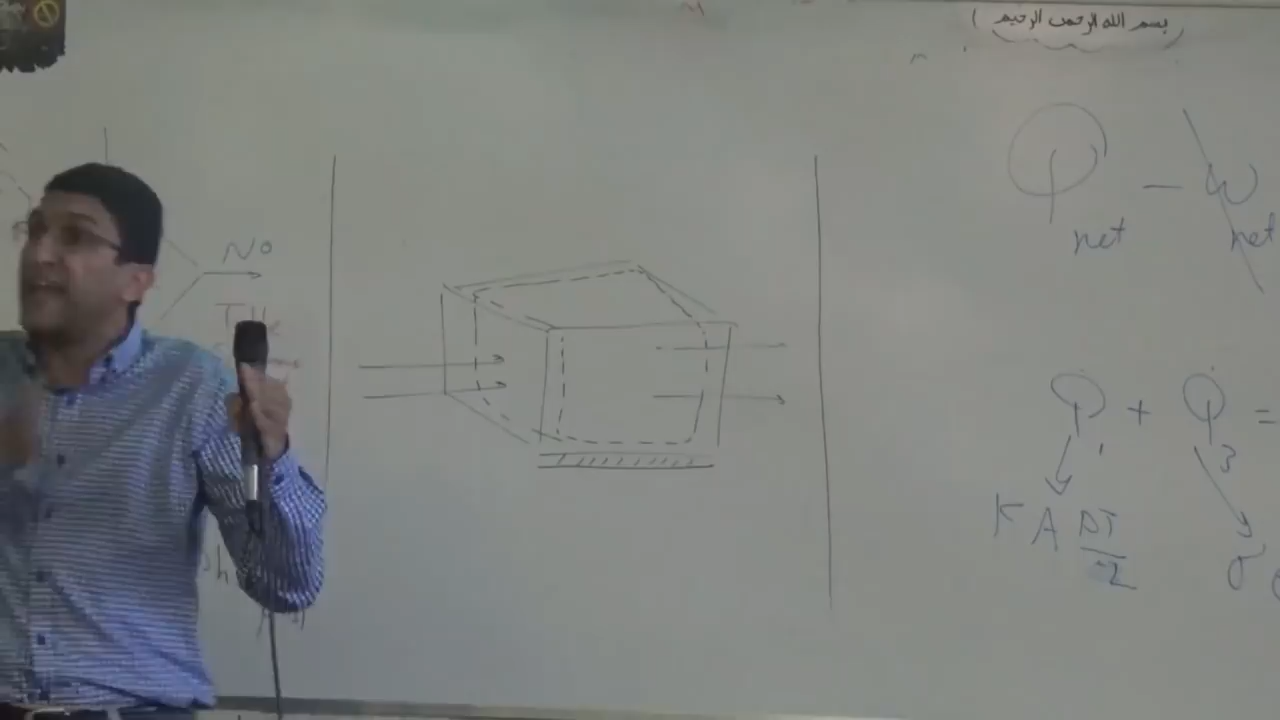 ( بسم الله الرحمن الرحيم )
Q net − W net
No
Q̇1 + Q̇3 =
K A ΔT/2
σ